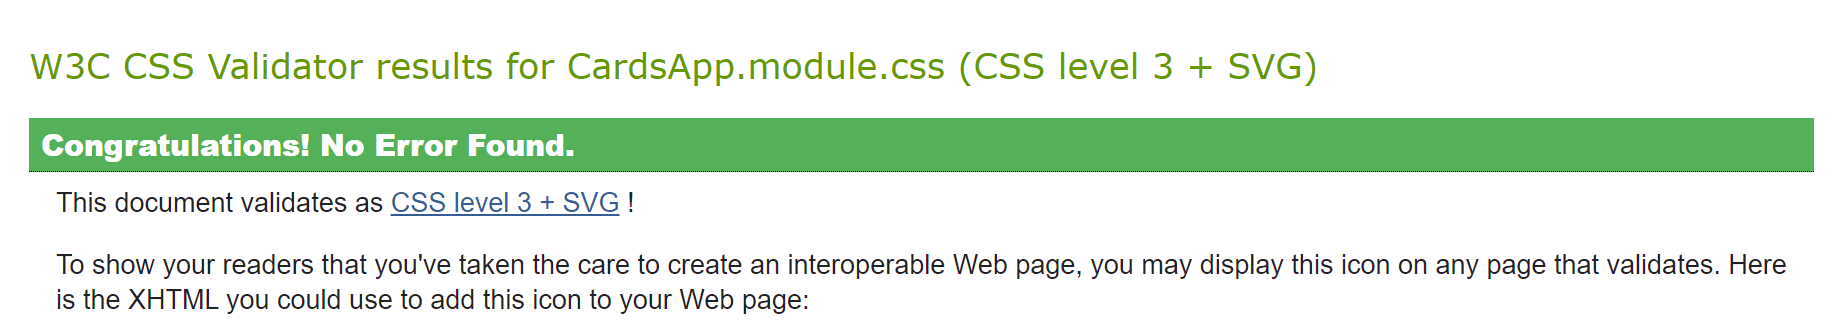 W3C CSS Validator results for CardsApp.module.css (CSS level 3 + SVG)
Congratulations! No Error Found.
This document validates as CSS level 3 + SVG !
To show your readers that you've taken the care to create an interoperable Web page, you may display this icon on any page that validates. Here
is the XHTML you could use to add this icon to your Web page: